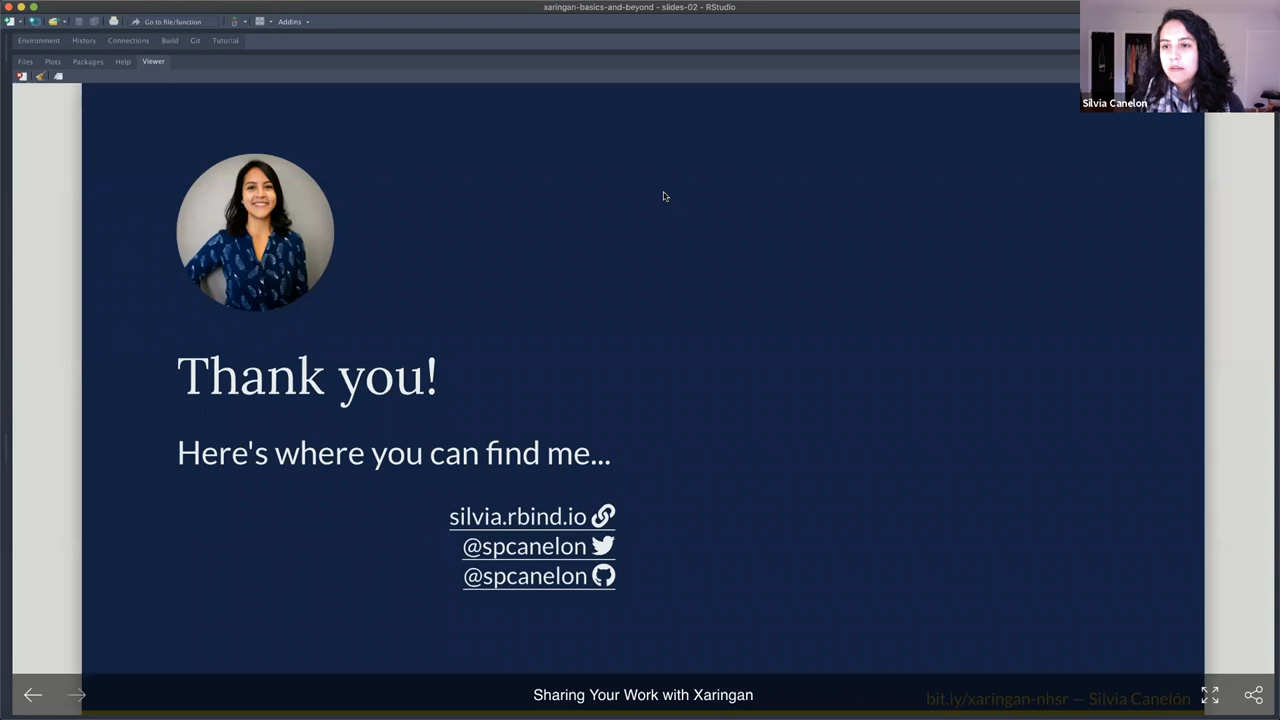 xaringan-basics-and-beyond - slides-02 - RStudio
Go to file/function
Addins
Environment History Connections Build Git Tutorial
Files Plots Packages Help Viewer
Silvia Canelon
Thank you!
Here's where you can find me...
silvia.rbind.io
@spcanelon
@spcanelon
Sharing Your Work with Xaringan
bit.ly/xaringan-nhsr — Silvia Canelón